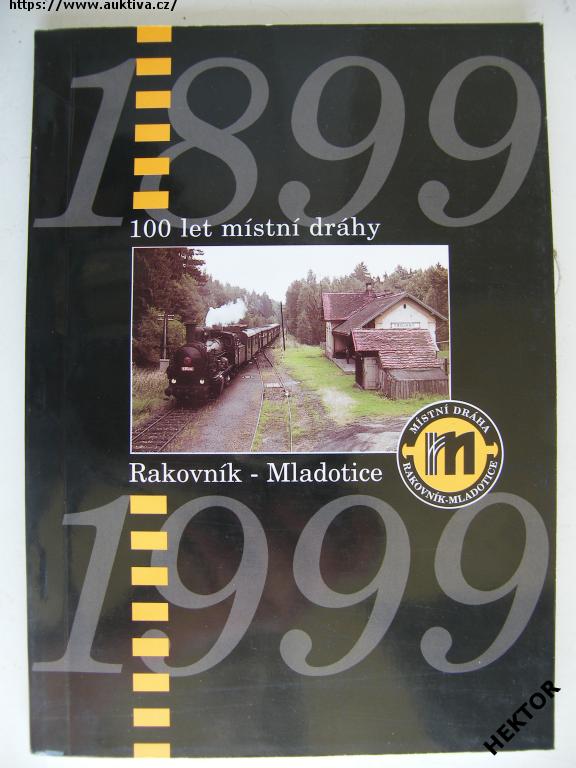 https://www.auktiva.cz/
1899
100 let místní dráhy
Rakovník - Mladotice
MÍSTNÍ DRÁHA
RAKOVNÍK-MLADOTICE
1999
HEKTOR